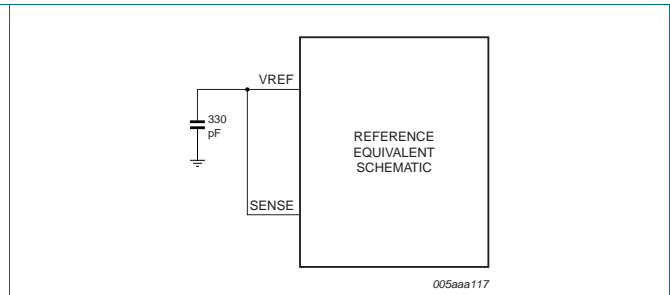 VREF
330
pF
REFERENCE
EQUIVALENT
SCHEMATIC
SENSE
005aaa117